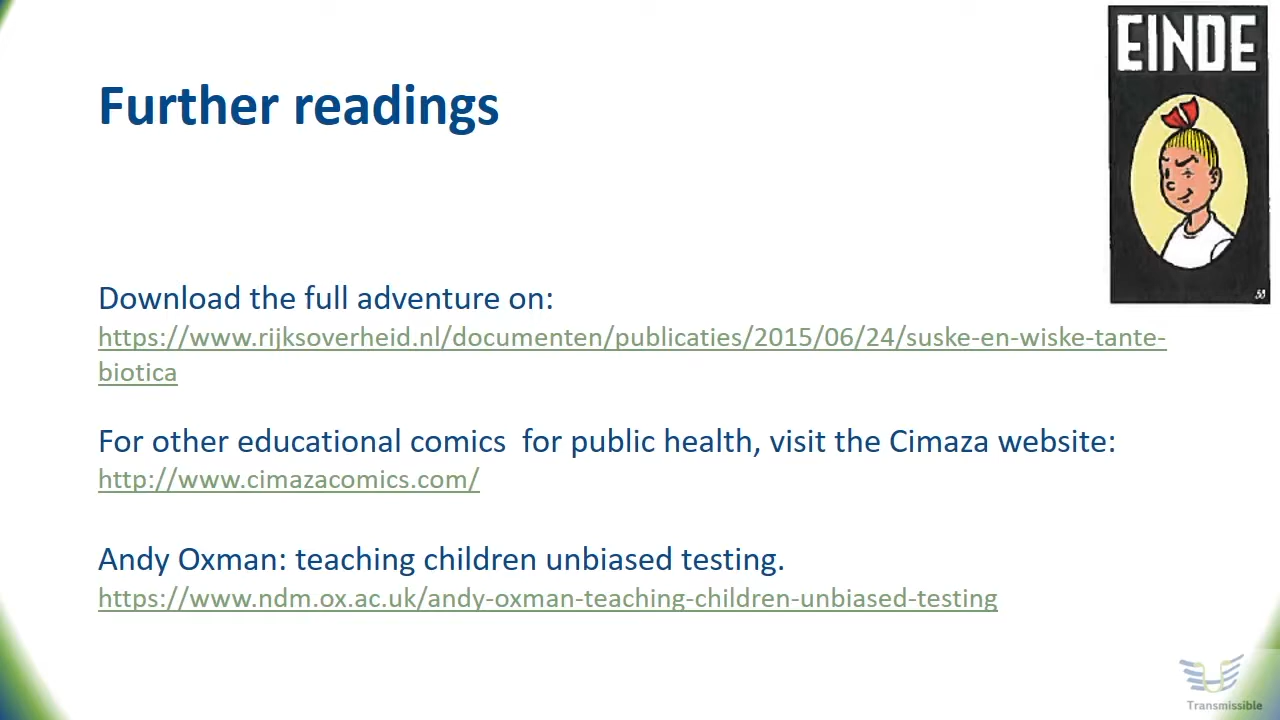 EINDE
Further readings
Download the full adventure on:
https://www.rijksoverheid.nl/documenten/publicaties/2015/06/24/suske-en-wiske-tante-
biotica
For other educational comics  for public health, visit the Cimaza website:
http://www.cimazacomics.com/
Andy Oxman: teaching children unbiased testing.
https://www.ndm.ox.ac.uk/andy-oxman-teaching-children-unbiased-testing
Transmissible